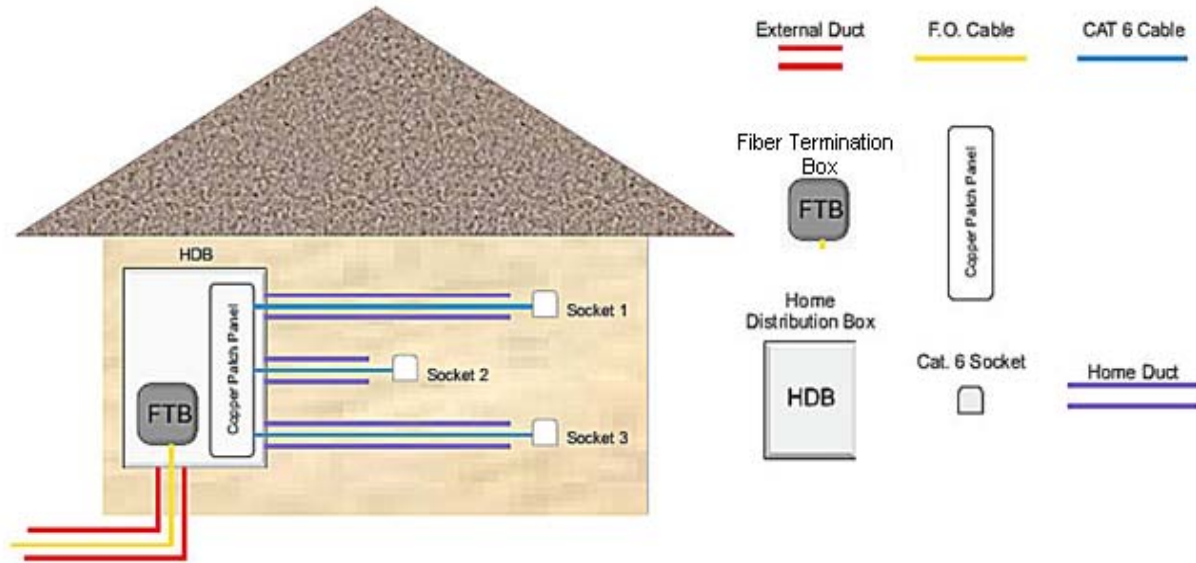 External Duct
F.O. Cable
CAT 6 Cable
Fiber Termination
Box
FTB
Copper Patch Panel
HDB
Copper Patch Panel
FTB
Socket 1
Socket 2
Socket 3
Home
Distribution Box
HDB
Cat. 6 Socket
Home Duct